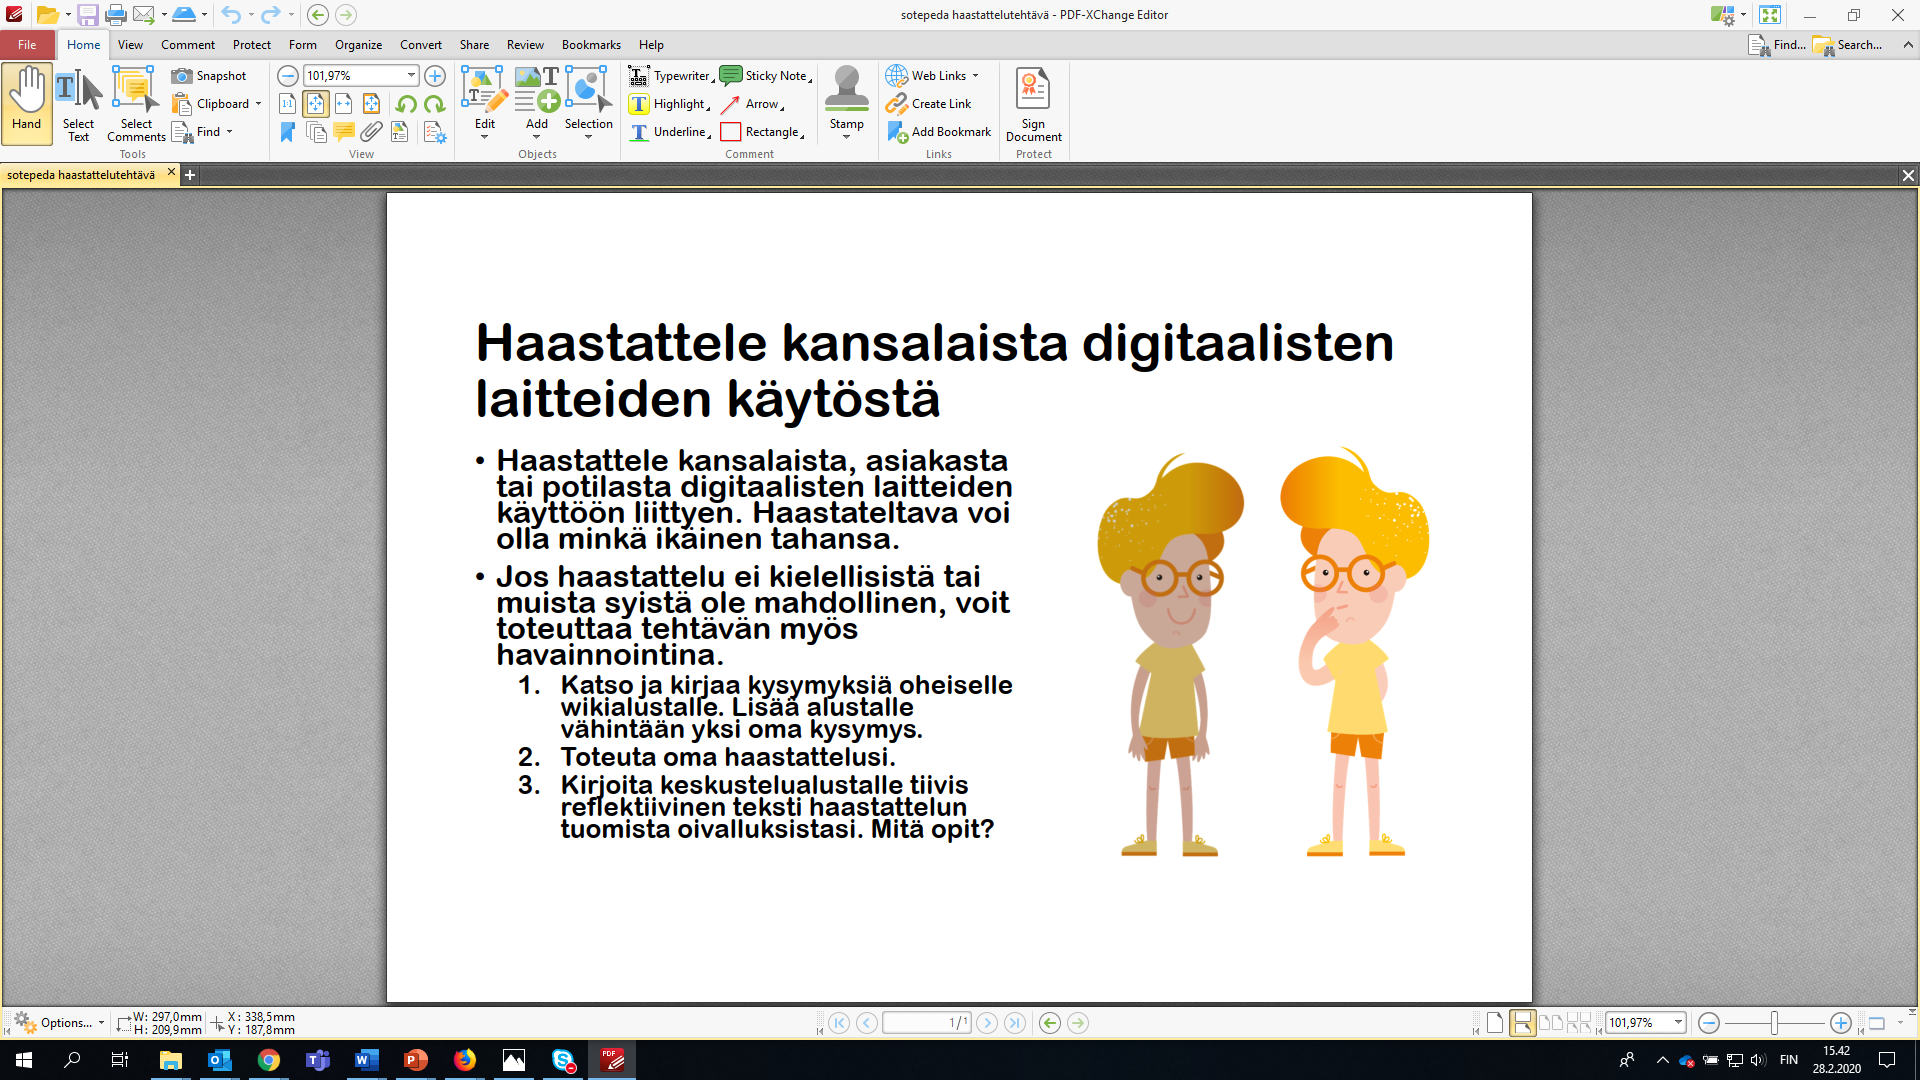 sotepeda haastattelutehtävä - PDF-XChange Editor
File Home View Comment Protect Form Organize Convert Share Review Bookmarks Help Find... Search...
Hand
Select Text
Select Comments
Snapshot
Clipboard
Find
Tools
101,97%
1:1
View
Edit
Add
Selection
Objects
Typewriter
Highlight
Underline
Sticky Note
Arrow
Rectangle
Stamp
Comment
Web Links
Create Link
Add Bookmark
Links
Sign Document
Protect
sotepeda haastattelutehtävä
Haastattele kansalaista digitaalisten
laitteiden käytöstä
• Haastattele kansalaista, asiakasta
tai potilasta digitaalisten laitteiden
käyttöön liittyen. Haastateltava voi
olla minkä ikäinen tahansa.
• Jos haastattelu ei kielellisistä tai
muista syistä ole mahdollinen, voit
toteuttaa tehtävän myös
havainnointina.
1. Katso ja kirjaa kysymyksiä oheiselle
wikialustalle. Lisää alustalle
vähintään yksi oma kysymys.
2. Toteuta oma haastattelusi.
3. Kirjoita keskustelualustalle tiivis
reflektiivinen teksti haastattelun
tuomista oivalluksistasi. Mitä opit?
Options...
W: 297,0mm
H: 209,9mm
X: 338,5mm
Y: 187,8mm
1/1
101,97%
FIN
15.42
28.2.2020